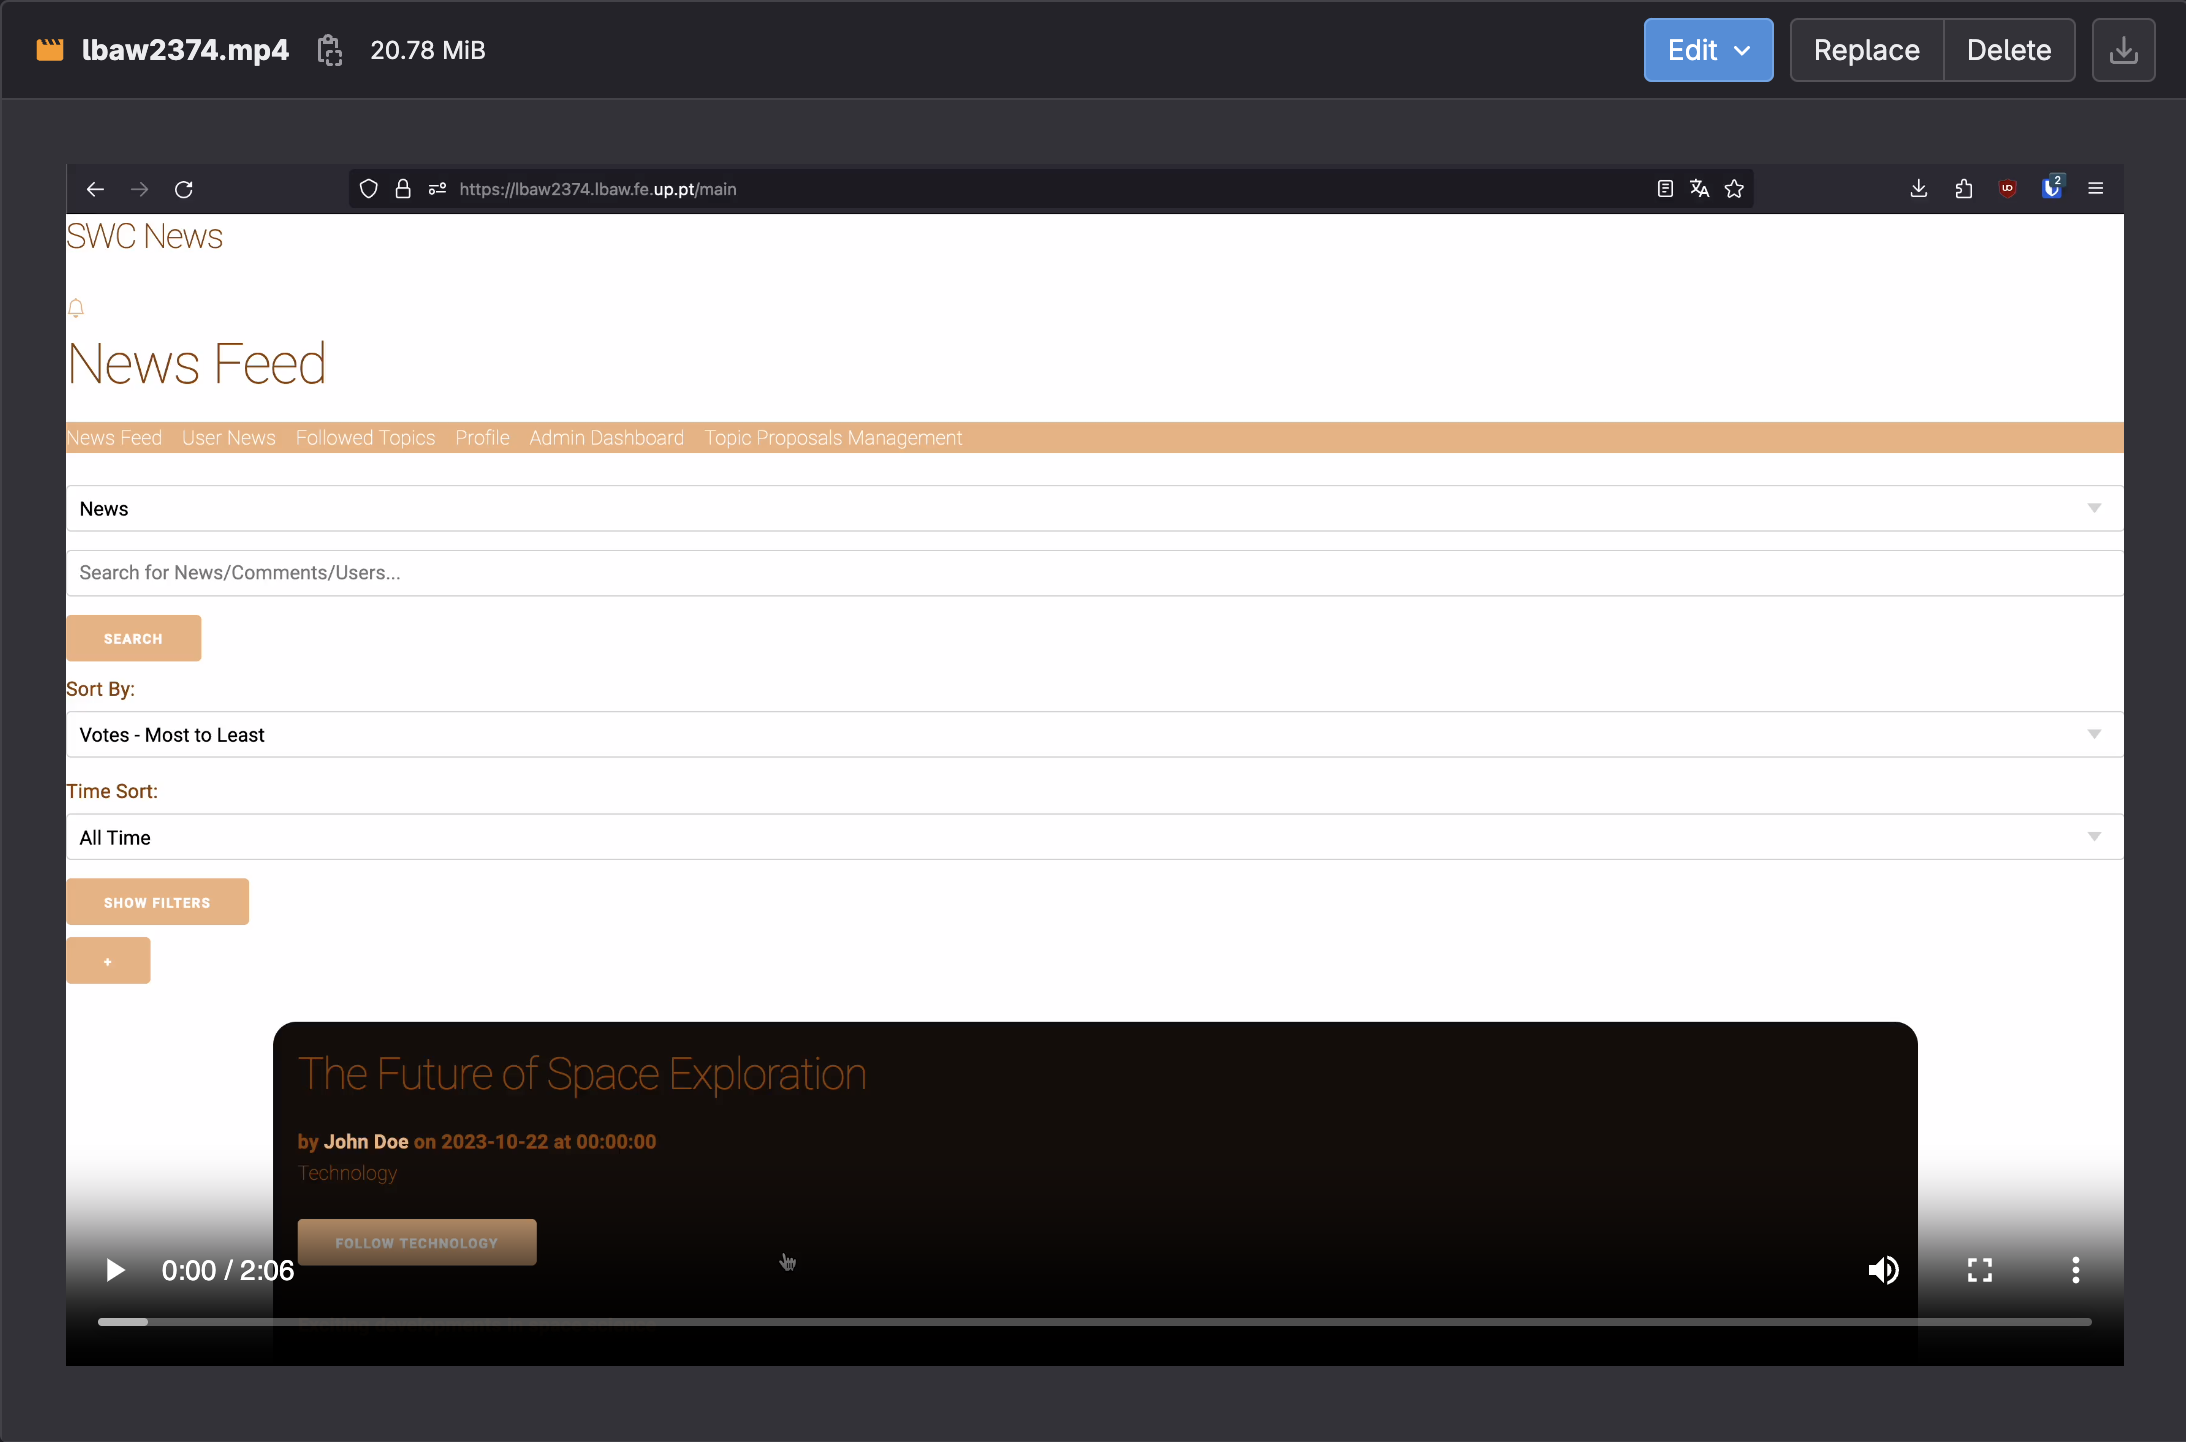 lbaw2374.mp4 20.78 MiB Edit Replace Delete
https://lbaw2374.lbaw.fe.up.pt/main 2
SWC News
News Feed
News Feed User News Followed Topics Profile Admin Dashboard Topic Proposals Management
News
Search for News/Comments/Users...
SEARCH
Sort By:
Votes - Most to Least
Time Sort:
All Time
SHOW FILTERS
+
The Future of Space Exploration
by John Doe on 2023-10-22 at 00:00:00
Technology
FOLLOW TECHNOLOGY
0:00 / 2:06